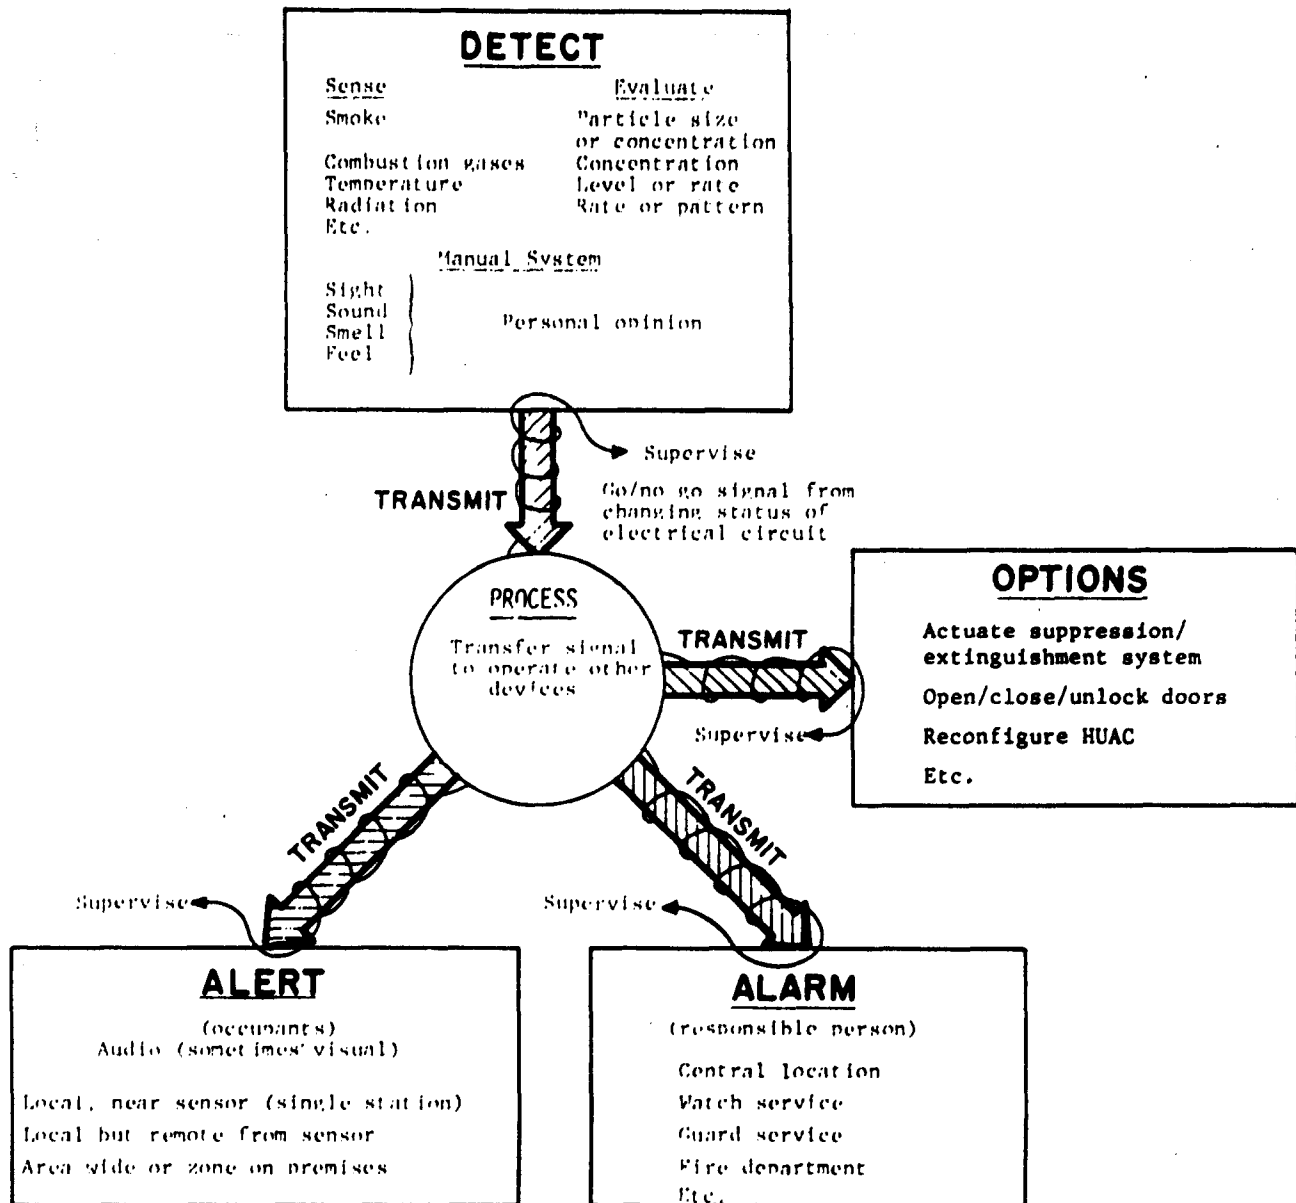 DETECT
Sense Evaluate
Smoke Particle size
or concentration
Combustion gases Concentration
Temperature Level or rate
Radiation Rate or pattern
Etc.
Manual System
Sight
Sound
Smell
Feel
Personal opinion
Supervise
TRANSMIT
Go/no go signal from
changing status of
electrical circuit
PROCESS
Transfer signal
to operate other
devices
TRANSMIT
Supervise
OPTIONS
Actuate suppression/
extinguishment system
Open/close/unlock doors
Reconfigure HUAC
Etc.
TRANSMIT
Supervise
TRANSMIT
Supervise
ALERT
(occupants)
Audio (sometimes visual)
Local, near sensor (single station)
Local but remote from sensor
Area wide or zone on premises
ALARM
(responsible person)
Central location
Watch service
Guard service
Fire department
Etc.